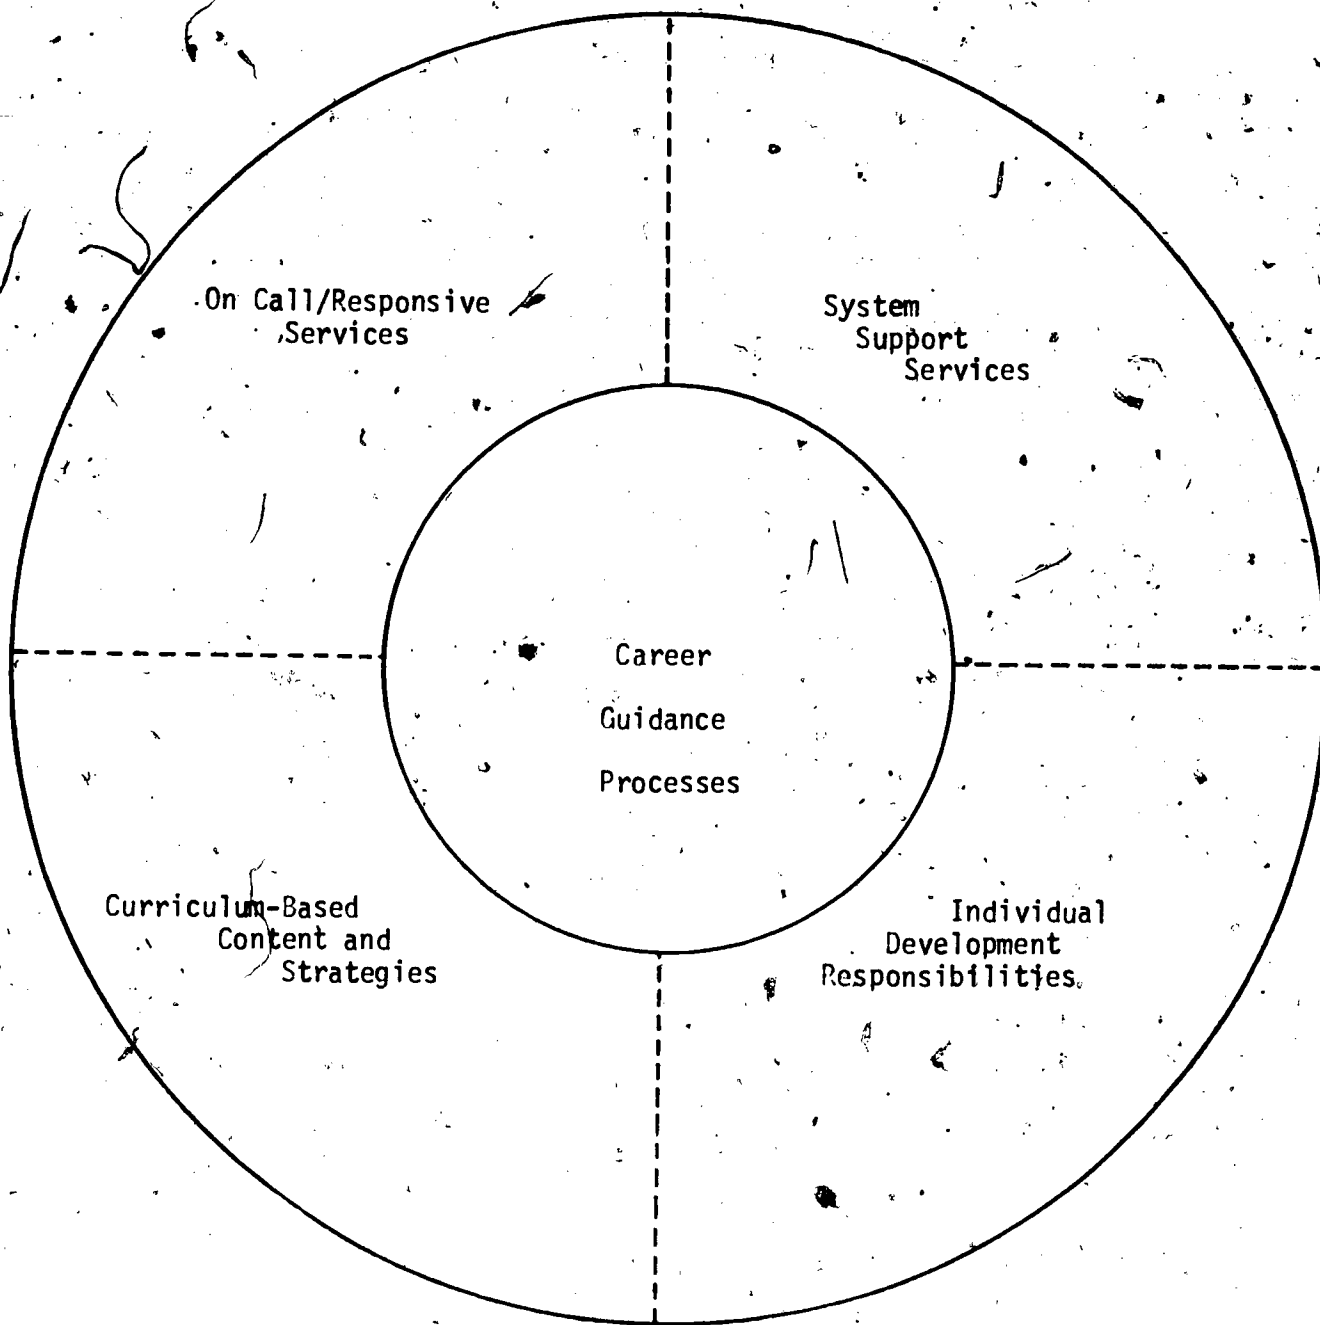 On Call/Responsive
Services
System
Support
Services
Career
Guidance
Processes
Curriculum-Based
Content and
Strategies
Individual
Development
Responsibilities